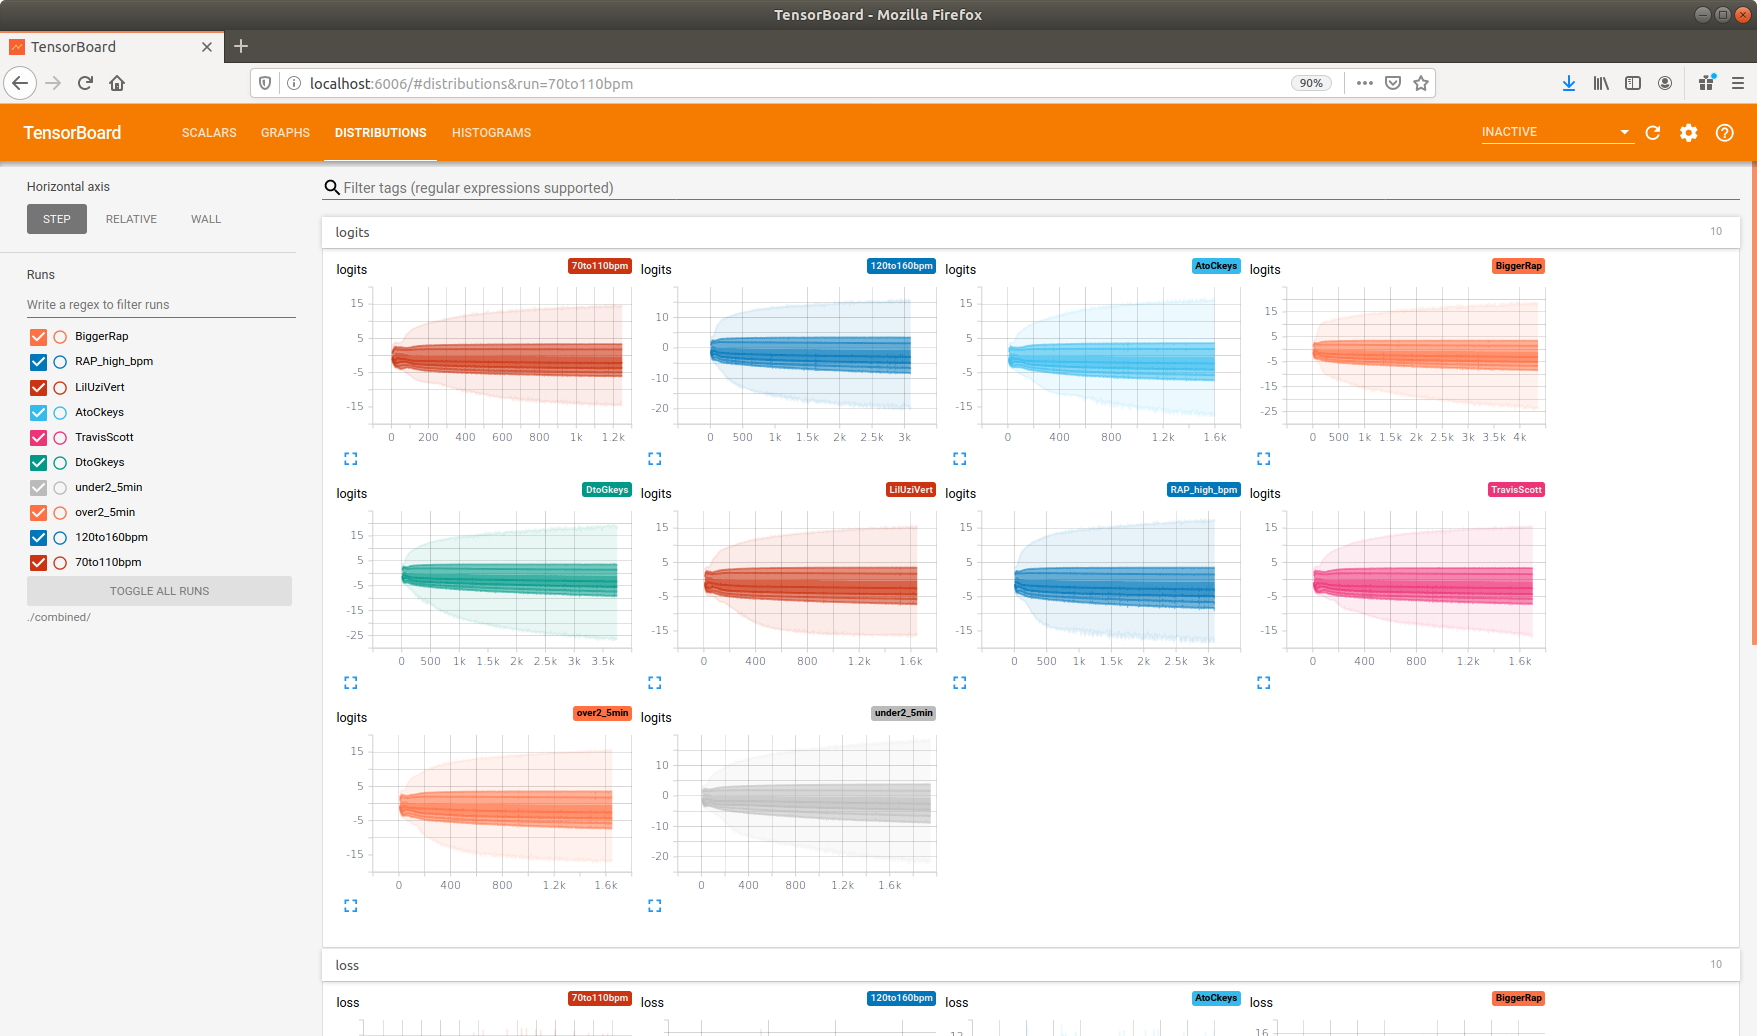 TensorBoard - Mozilla Firefox
TensorBoard
localhost:6006/#distributions&run=70to110bpm
90%
TensorBoard
SCALARS
GRAPHS
DISTRIBUTIONS
HISTOGRAMS
INACTIVE
Horizontal axis
STEP
RELATIVE
WALL
Runs
Write a regex to filter runs
BiggerRap
RAP_high_bpm
LilUziVert
AtoCkeys
TravisScott
DtoGkeys
under2_5min
over2_5min
120to160bpm
70to110bpm
TOGGLE ALL RUNS
./combined/
Filter tags (regular expressions supported)
logits
10
logits
70to110bpm
15
5
-5
-15
0 200 400 600 800 1k 1.2k
logits
120to160bpm
10
0
-10
-20
0 500 1k 1.5k 2k 2.5k 3k
logits
AtoCkeys
15
5
-5
-15
0 400 800 1.2k 1.6k
logits
BiggerRap
15
5
-5
-15
-25
0 500 1k 1.5k 2k 2.5k 3k 3.5k 4k
logits
DtoGkeys
15
5
-5
-15
-25
0 500 1k 1.5k 2k 2.5k 3k 3.5k
logits
LilUziVert
15
5
-5
-15
0 400 800 1.2k 1.6k
logits
RAP_high_bpm
15
5
-5
-15
0 500 1k 1.5k 2k 2.5k 3k
logits
TravisScott
15
5
-5
-15
0 400 800 1.2k 1.6k
logits
over2_5min
15
5
-5
-15
0 400 800 1.2k 1.6k
logits
under2_5min
10
0
-10
-20
0 400 800 1.2k 1.6k
loss
10
loss
70to110bpm
loss
120to160bpm
loss
AtoCkeys
12
loss
BiggerRap
16